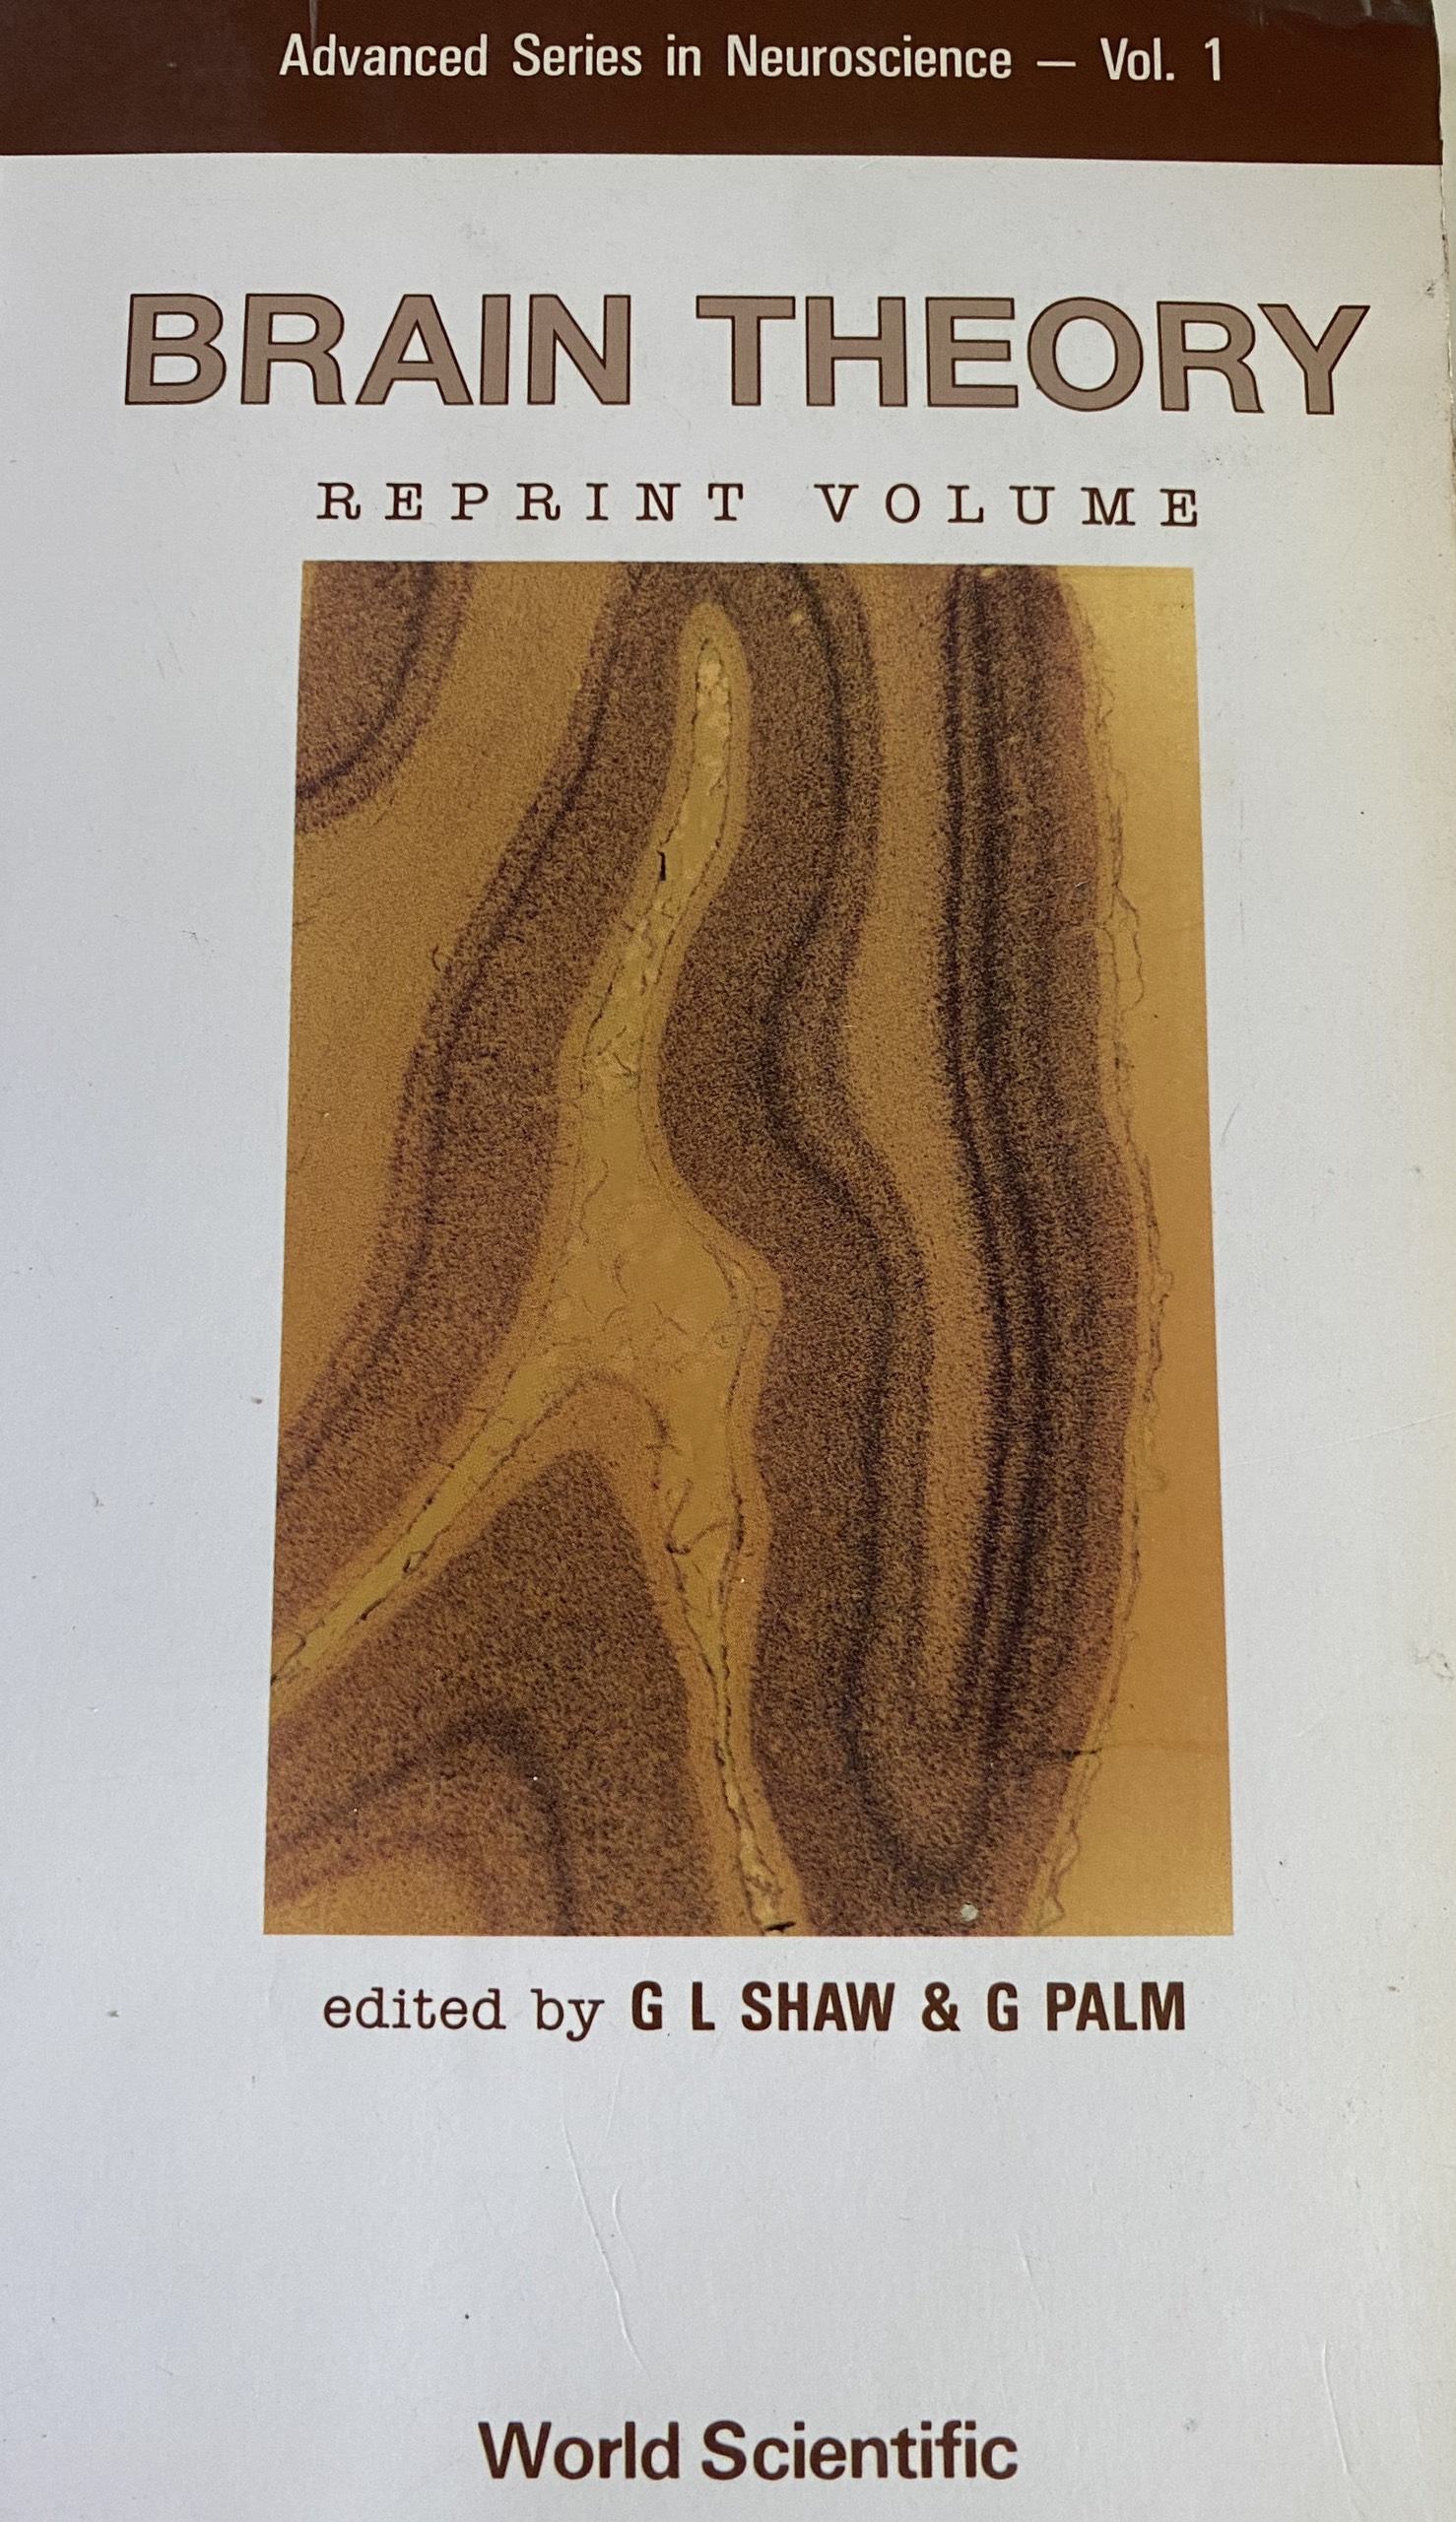 Advanced Series in Neuroscience — Vol. 1
BRAIN THEORY
REPRINT VOLUME
edited by G L SHAW & G PALM
World Scientific